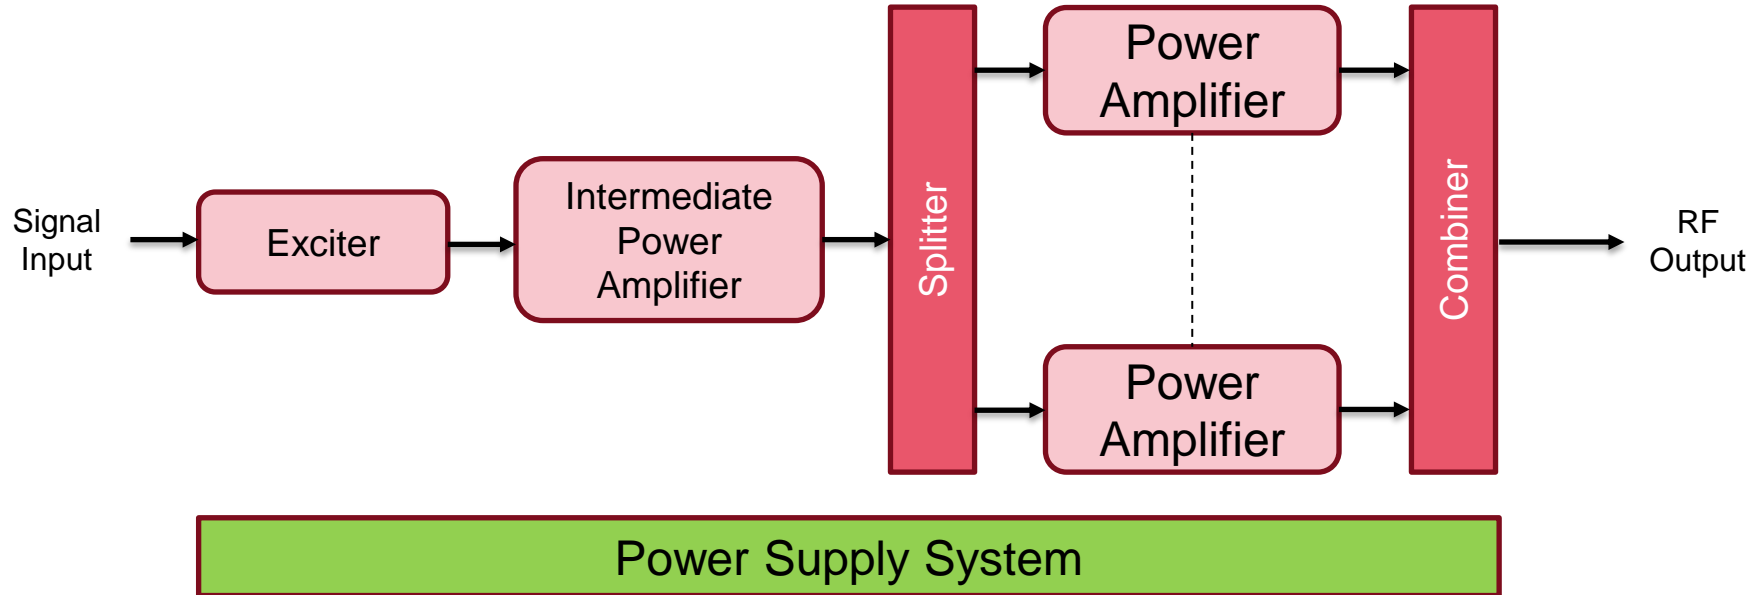 Signal
Input
Exciter
Intermediate
Power
Amplifier
Splitter
Power
Amplifier
Power
Amplifier
Combiner
RF
Output
Power Supply System